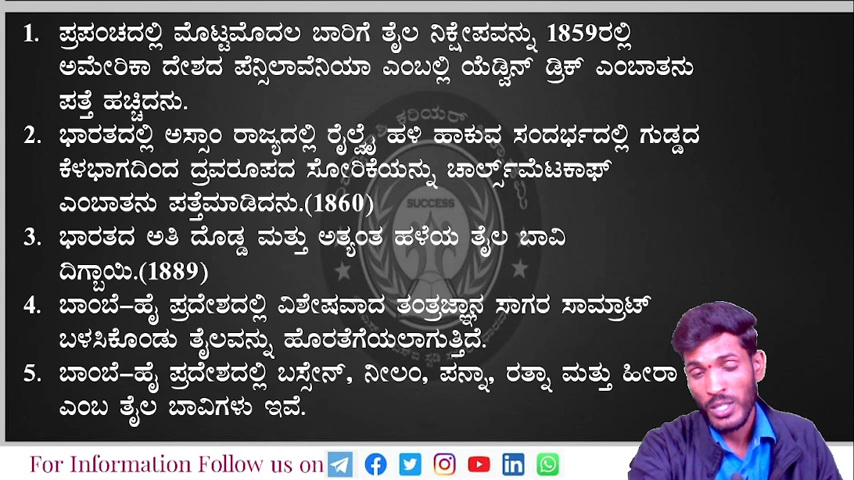 1. ಪ್ರಪಂಚದಲ್ಲಿ ಮೊಟ್ಟಮೊದಲ ಬಾರಿಗೆ ತೈಲ ನಿಕ್ಷೇಪವನ್ನು 1859ರಲ್ಲಿ
ಅಮೇರಿಕಾ ದೇಶದ ಪೆನ್ಸಿಲಾವೆನಿಯಾ ಎಂಬಲ್ಲಿ ಯೆಡ್ವಿನ್ ಡ್ರಿಕ್ ಎಂಬಾತನು
ಪತ್ತೆ ಹಚ್ಚಿದನು.
2. ಭಾರತದಲ್ಲಿ ಅಸ್ಸಾಂ ರಾಜ್ಯದಲ್ಲಿ ರೈಲ್ವೈ ಹಳಿ ಹಾಕುವ ಸಂದರ್ಭದಲ್ಲಿ ಗುಡ್ಡದ
ಕೆಳಭಾಗದಿಂದ ದ್ರವರೂಪದ ಸೋರಿಕೆಯನ್ನು ಚಾರ್ಲ್ಸ್‌ಮೆಟಕಾಫ್
ಎಂಬಾತನು ಪತ್ತೆಮಾಡಿದನು.(1860)
3. ಭಾರತದ ಅತಿ ದೊಡ್ಡ ಮತ್ತು ಅತ್ಯಂತ ಹಳೆಯ ತೈಲ ಬಾವಿ
ದಿಗ್ಬಾಯಿ.(1889)
4. ಬಾಂಬೆ-ಹೈ ಪ್ರದೇಶದಲ್ಲಿ ವಿಶೇಷವಾದ ತಂತ್ರಜ್ಞಾನ ಸಾಗರ ಸಾಮ್ರಾಟ್
ಬಳಸಿಕೊಂಡು ತೈಲವನ್ನು ಹೊರತೆಗೆಯಲಾಗುತ್ತಿದೆ.
5. ಬಾಂಬೆ-ಹೈ ಪ್ರದೇಶದಲ್ಲಿ ಬಸ್ಸೇನ್, ನೀಲಂ, ಪನ್ನಾ, ರತ್ನಾ ಮತ್ತು ಹೀರಾ
ಎಂಬ ತೈಲ ಬಾವಿಗಳು ಇವೆ.
SUCCESS
For Information Follow us on